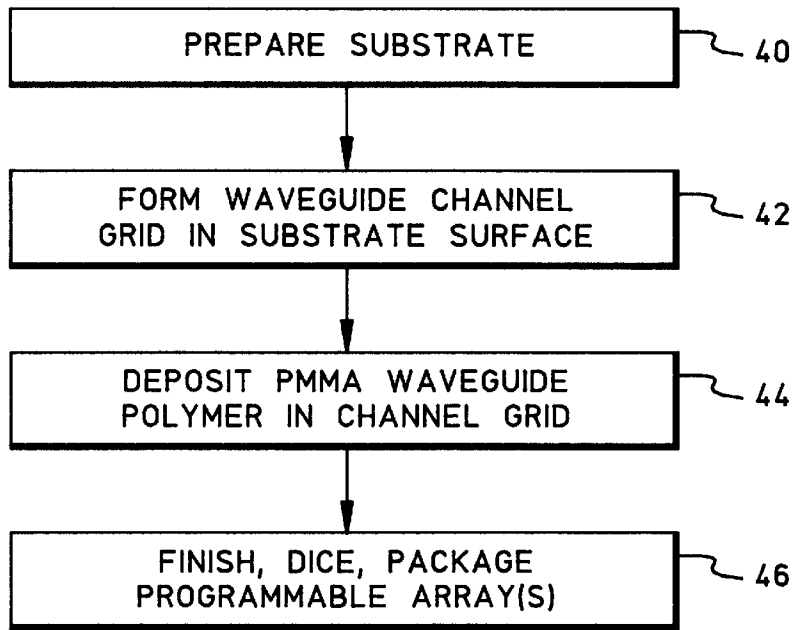 PREPARE SUBSTRATE
40
FORM WAVEGUIDE CHANNEL
GRID IN SUBSTRATE SURFACE
42
DEPOSIT PMMA WAVEGUIDE
POLYMER IN CHANNEL GRID
44
FINISH, DICE, PACKAGE
PROGRAMMABLE ARRAY(S)
46